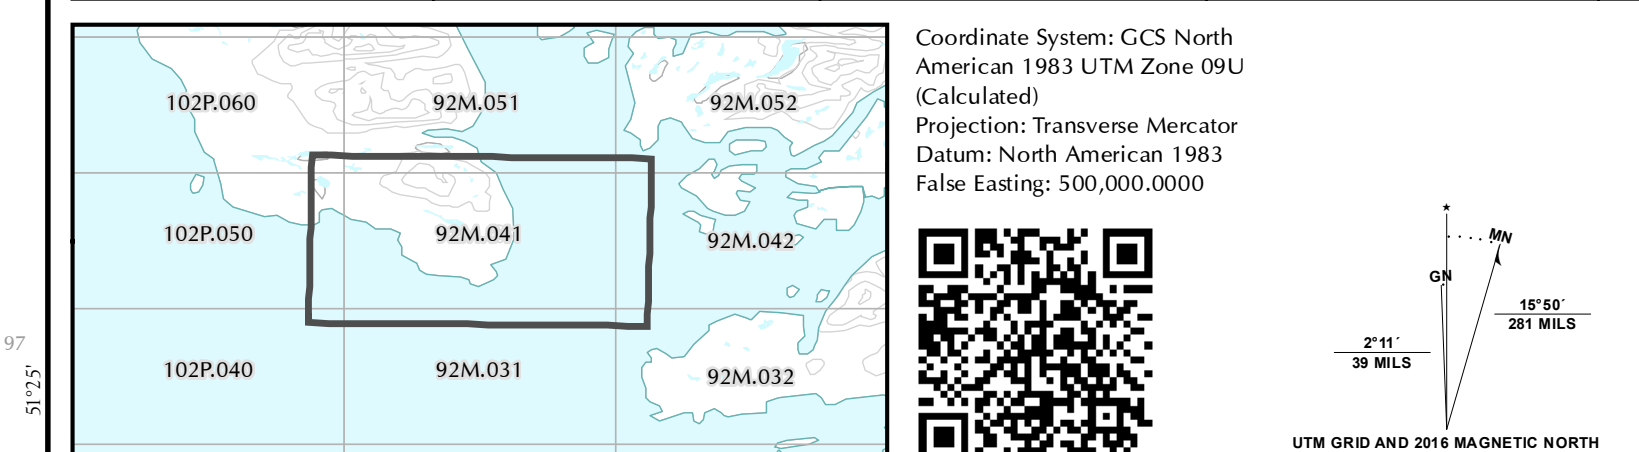 102P.060
92M.051
92M.052
102P.050
92M.041
92M.042
102P.040
92M.031
92M.032
97
51°25'
Coordinate System: GCS North
American 1983 UTM Zone 09U
(Calculated)
Projection: Transverse Mercator
Datum: North American 1983
False Easting: 500,000.0000
MN
GN
15°50´
281 MILS
2°11´
39 MILS
UTM GRID AND 2016 MAGNETIC NORTH